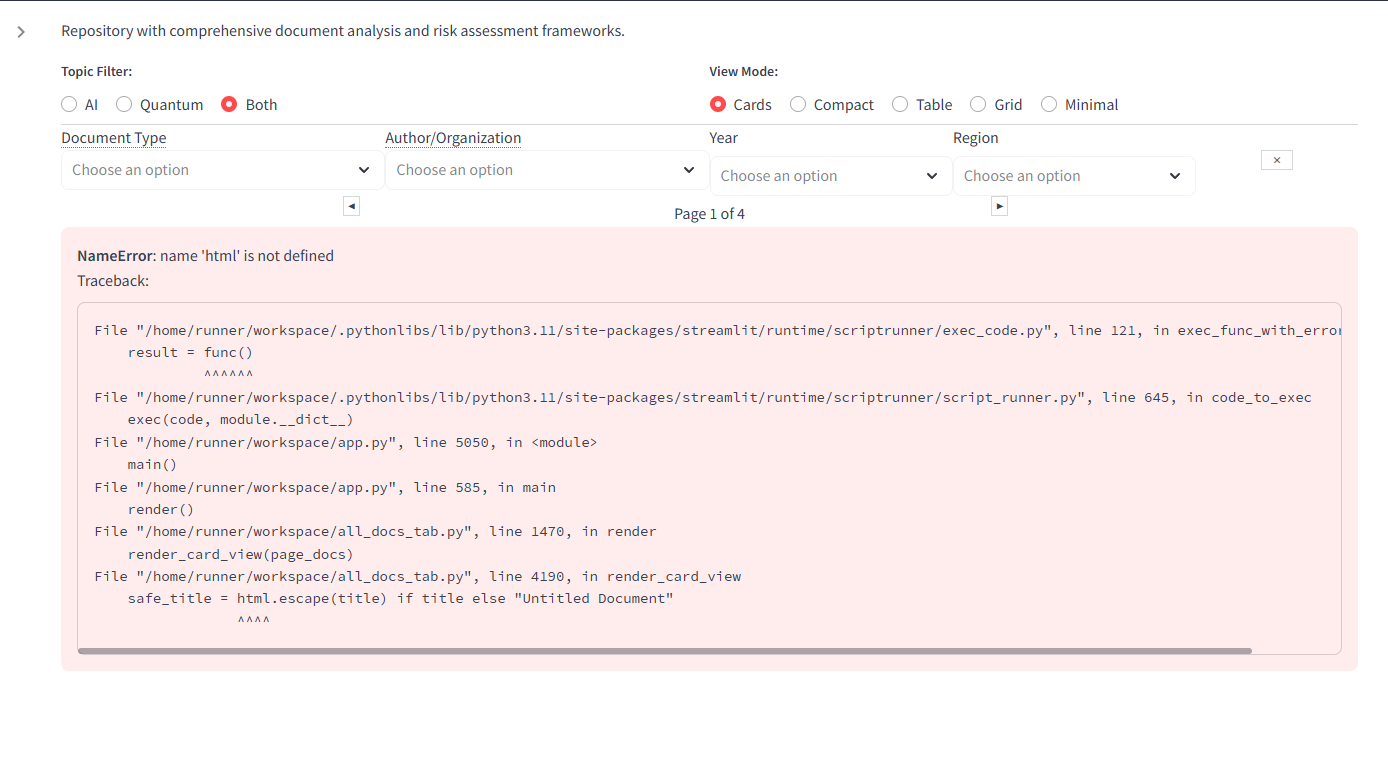 Repository with comprehensive document analysis and risk assessment frameworks.
Topic Filter:
View Mode:
AI Quantum Both
Cards Compact Table Grid Minimal
Document Type Author/Organization Year Region
Choose an option Choose an option Choose an option Choose an option
×
◄ Page 1 of 4 ►
NameError: name 'html' is not defined
Traceback:
File "/home/runner/workspace/.pythonlibs/lib/python3.11/site-packages/streamlit/runtime/scriptrunner/exec_code.py", line 121, in exec_func_with_error
    result = func()
             ^^^^^^
File "/home/runner/workspace/.pythonlibs/lib/python3.11/site-packages/streamlit/runtime/scriptrunner/script_runner.py", line 645, in code_to_exec
    exec(code, module.__dict__)
File "/home/runner/workspace/app.py", line 5050, in <module>
    main()
File "/home/runner/workspace/app.py", line 585, in main
    render()
File "/home/runner/workspace/all_docs_tab.py", line 1470, in render
    render_card_view(page_docs)
File "/home/runner/workspace/all_docs_tab.py", line 4190, in render_card_view
    safe_title = html.escape(title) if title else "Untitled Document"
                 ^^^^